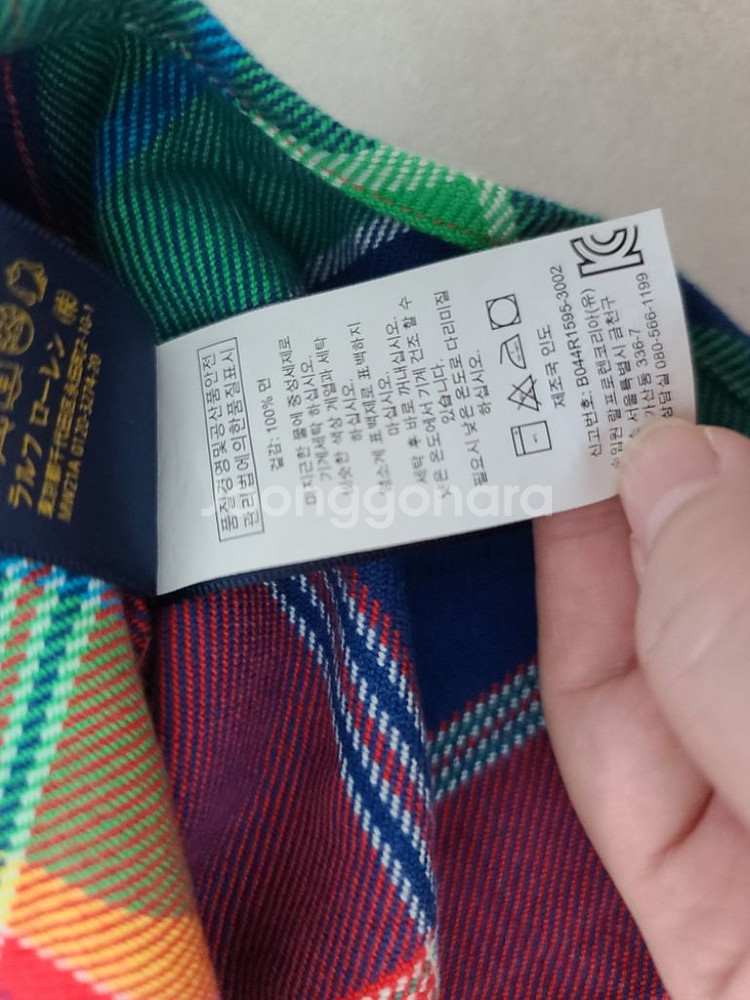 품질경영및공산품안전
관리법에의한품질표시
겉감: 100% 면
미지근한 물에 중성세제로
기계세탁 하십시오.
비슷한 색상 계열과 세탁
하십시오.
염소계 표백제로 표백하지
마십시오.
세탁 후 바로 꺼내십시오.
낮은 온도에서 기계 건조 할 수
있습니다.
필요시 낮은 온도로 다리미질
하십시오.
제조국 인도
신고번호: B044R1595-3002
수입원 랄프로렌코리아(유)
서울특별시 금천구
가산동 336-7
상담실 080-566-1199
ラルフ ローレン ㈱
0120-3274-20
joonggonara